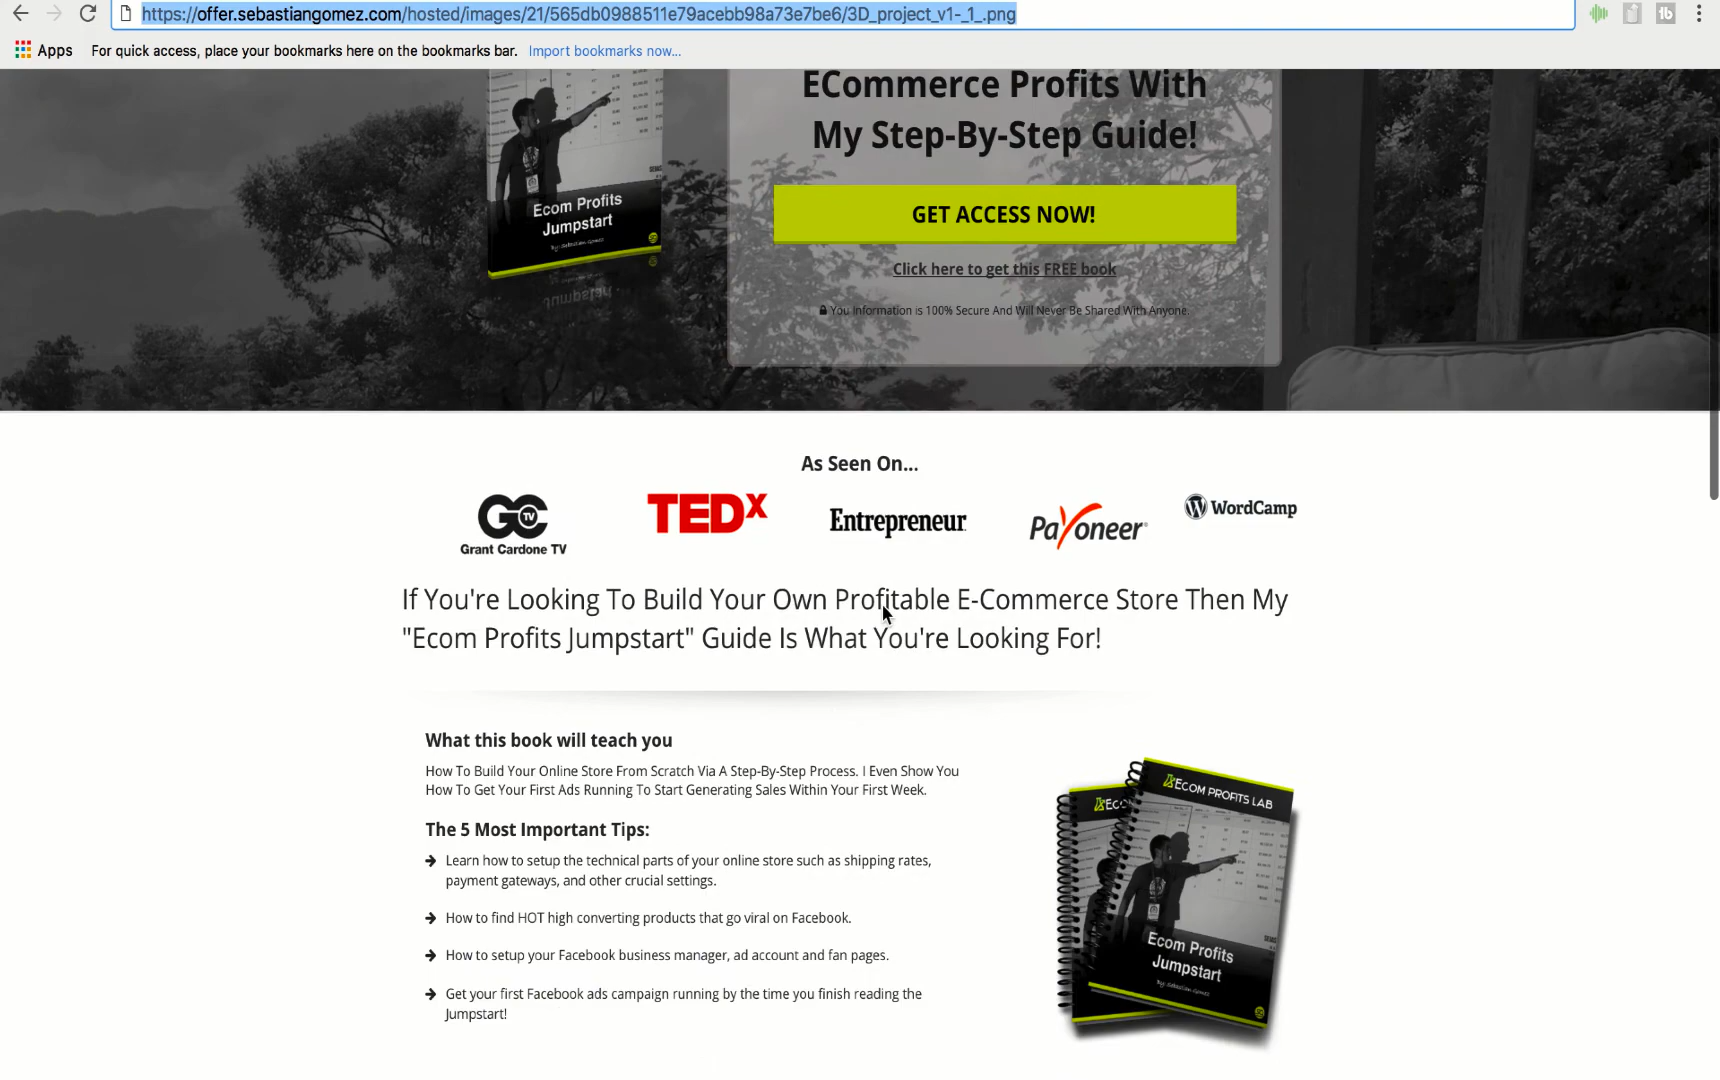 https://offer.sebastiangomez.com/hosted/images/21/565db0988511e79acebb98a73e7be6/3D_project_v1-_1_.png
Apps
For quick access, place your bookmarks here on the bookmarks bar.
Import bookmarks now...
ECommerce Profits With
My Step-By-Step Guide!
Ecom Profits
Jumpstart
By: Sebastian Gomez
GET ACCESS NOW!
Click here to get this FREE book
You Information is 100% Secure And Will Never Be Shared With Anyone.
As Seen On...
GC TV
Grant Cardone TV
TEDx
Entrepreneur
Payoneer
WordCamp
If You're Looking To Build Your Own Profitable E-Commerce Store Then My
"Ecom Profits Jumpstart" Guide Is What You're Looking For!
What this book will teach you
How To Build Your Online Store From Scratch Via A Step-By-Step Process. I Even Show You
How To Get Your First Ads Running To Start Generating Sales Within Your First Week.
The 5 Most Important Tips:
Learn how to setup the technical parts of your online store such as shipping rates,
payment gateways, and other crucial settings.
How to find HOT high converting products that go viral on Facebook.
How to setup your Facebook business manager, ad account and fan pages.
Get your first Facebook ads campaign running by the time you finish reading the
Jumpstart!
ECOM PROFITS LAB
Ecom Profits
Jumpstart
By: Sebastian Gomez